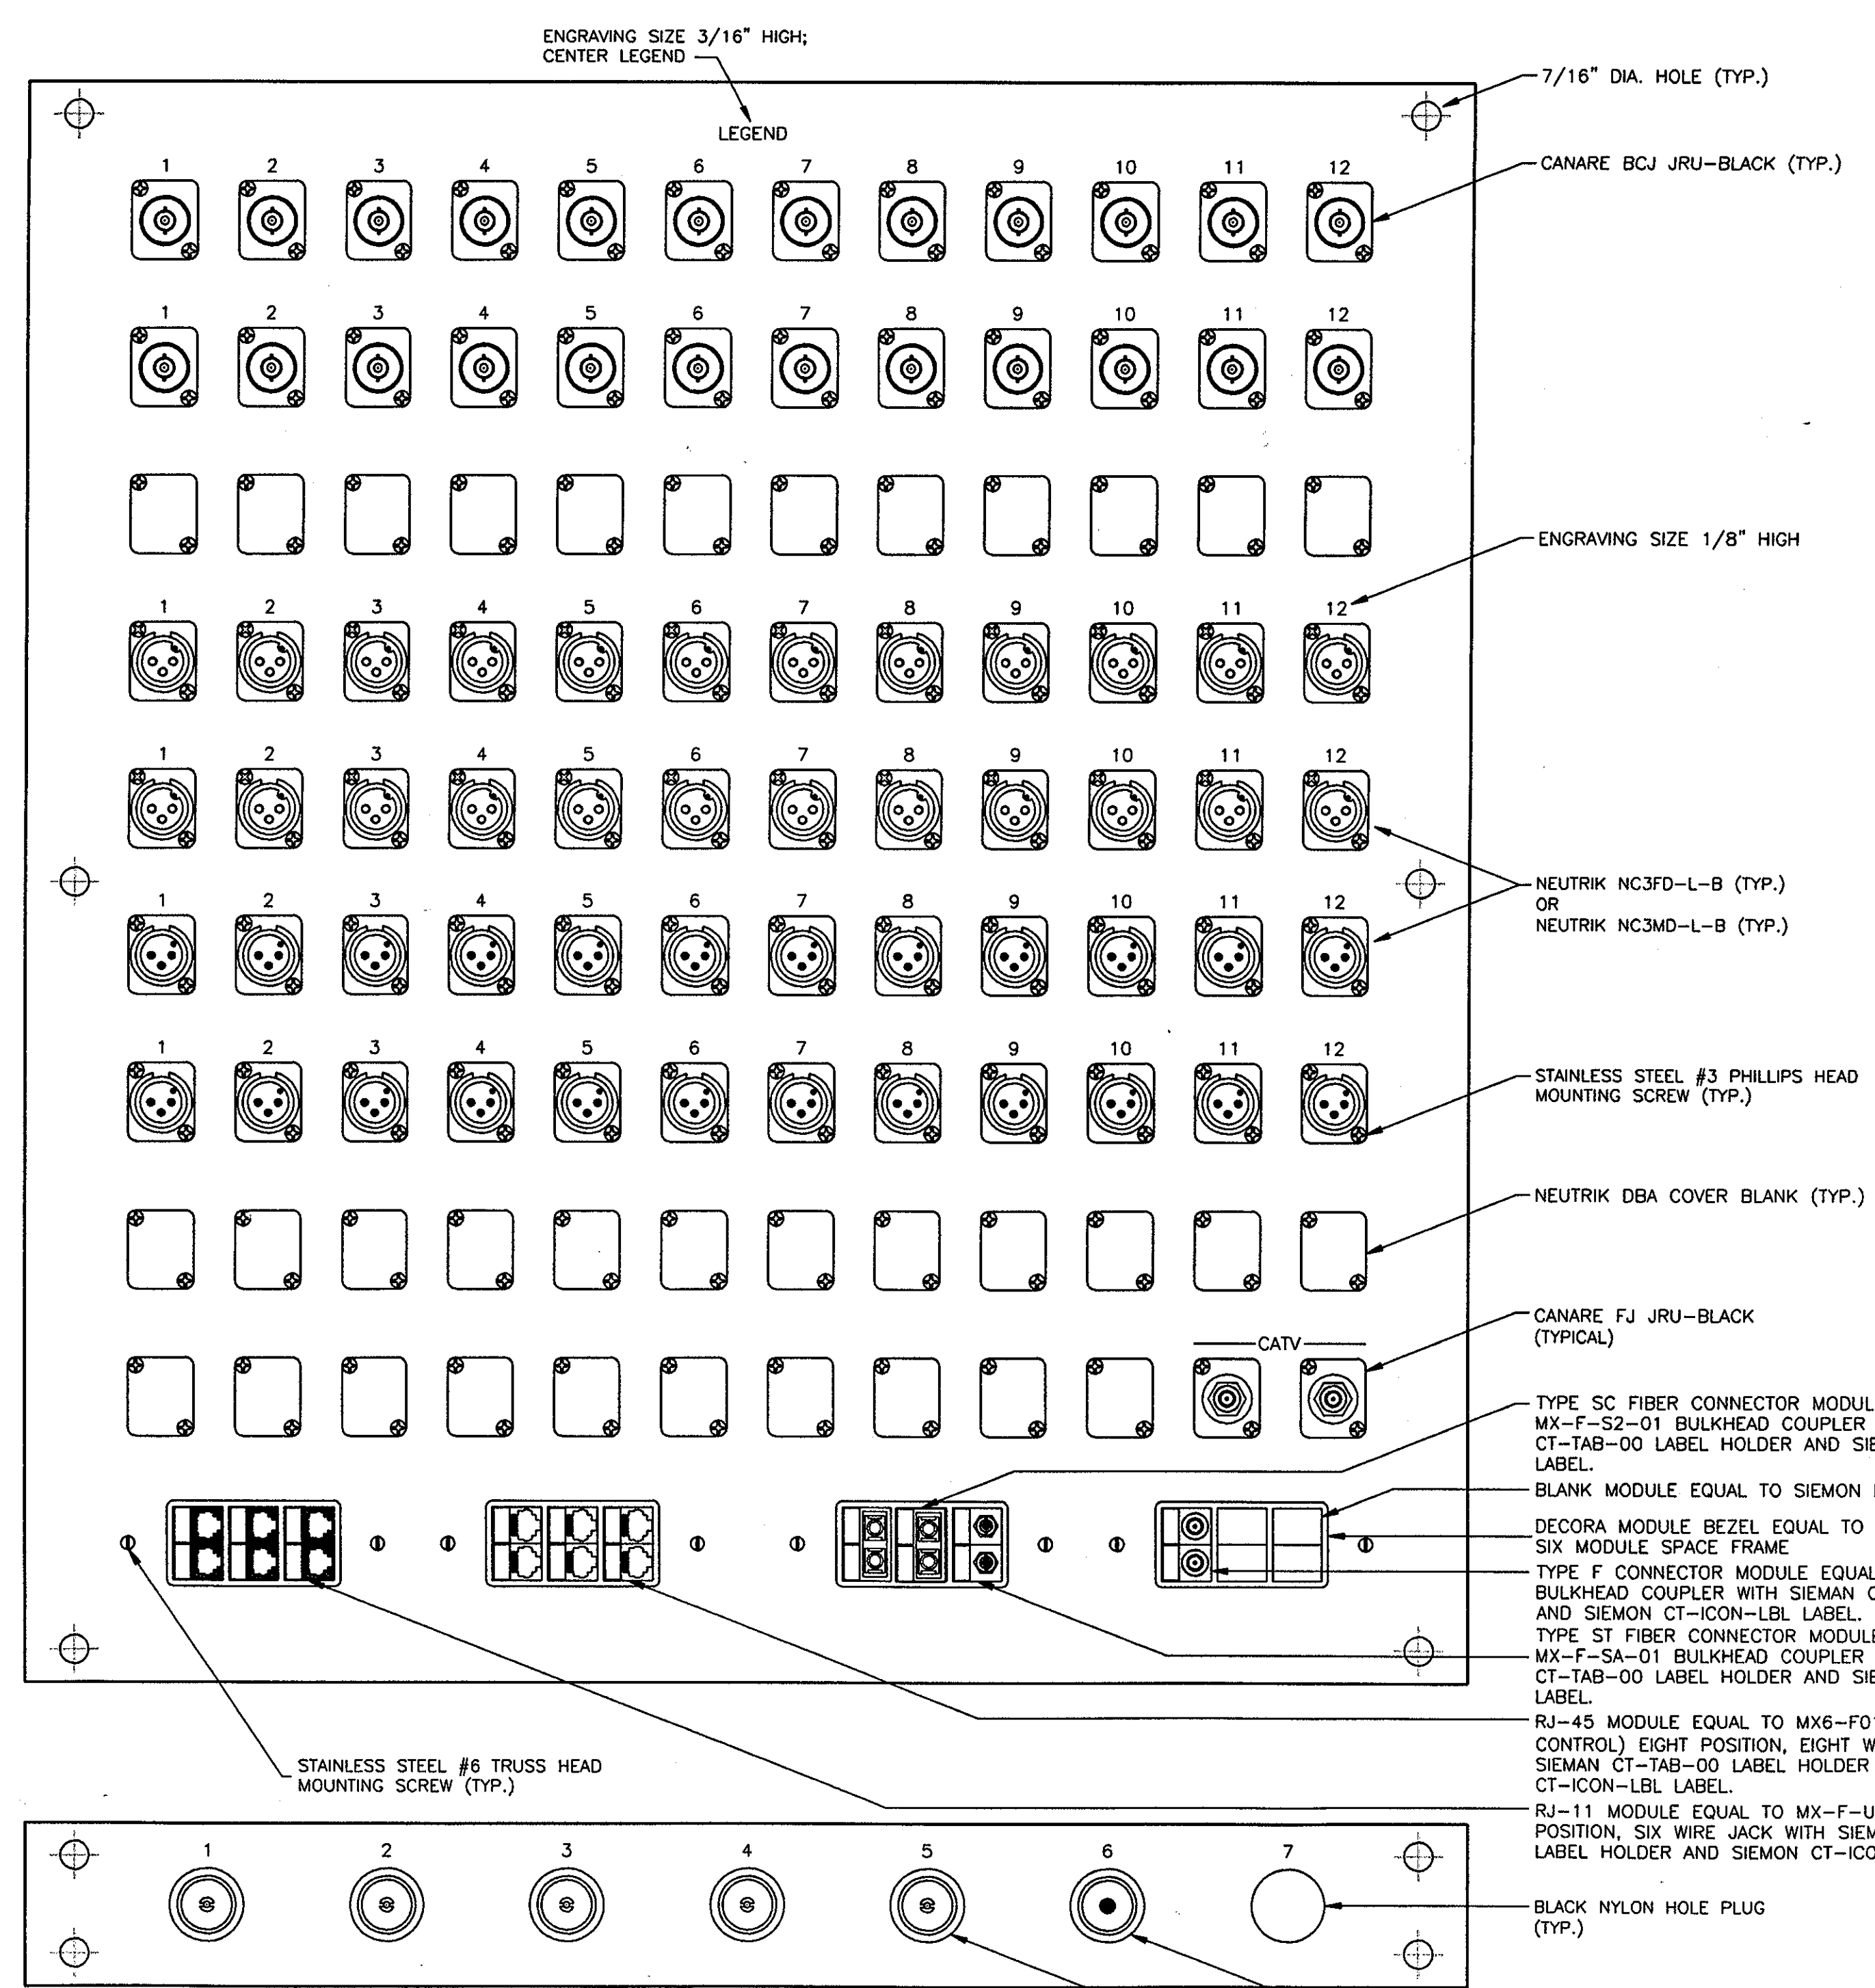 ENGRAVING SIZE 3/16" HIGH;
CENTER LEGEND
7/16" DIA. HOLE (TYP.)
LEGEND
CANARE BCJ JRU-BLACK (TYP.)
1 2 3 4 5 6 7 8 9 10 11 12
1 2 3 4 5 6 7 8 9 10 11 12
ENGRAVING SIZE 1/8" HIGH
1 2 3 4 5 6 7 8 9 10 11 12
1 2 3 4 5 6 7 8 9 10 11 12
NEUTRIK NC3FD-L-B (TYP.)
OR
NEUTRIK NC3MD-L-B (TYP.)
1 2 3 4 5 6 7 8 9 10 11 12
1 2 3 4 5 6 7 8 9 10 11 12
STAINLESS STEEL #3 PHILLIPS HEAD
MOUNTING SCREW (TYP.)
NEUTRIK DBA COVER BLANK (TYP.)
CANARE FJ JRU-BLACK
(TYPICAL)
CATV
TYPE SC FIBER CONNECTOR MODUL
MX-F-S2-01 BULKHEAD COUPLER
CT-TAB-00 LABEL HOLDER AND SIE
LABEL.
BLANK MODULE EQUAL TO SIEMON
DECORA MODULE BEZEL EQUAL TO
SIX MODULE SPACE FRAME
TYPE F CONNECTOR MODULE EQUAL
BULKHEAD COUPLER WITH SIEMAN
AND SIEMON CT-ICON-LBL LABEL.
TYPE ST FIBER CONNECTOR MODULE
MX-F-SA-01 BULKHEAD COUPLER
CT-TAB-00 LABEL HOLDER AND SIE
LABEL.
RJ-45 MODULE EQUAL TO MX6-F0
CONTROL) EIGHT POSITION, EIGHT W
SIEMAN CT-TAB-00 LABEL HOLDER
CT-ICON-LBL LABEL.
RJ-11 MODULE EQUAL TO MX-F-U
POSITION, SIX WIRE JACK WITH SIEM
LABEL HOLDER AND SIEMON CT-ICO
STAINLESS STEEL #6 TRUSS HEAD
MOUNTING SCREW (TYP.)
1 2 3 4 5 6 7
BLACK NYLON HOLE PLUG
(TYP.)